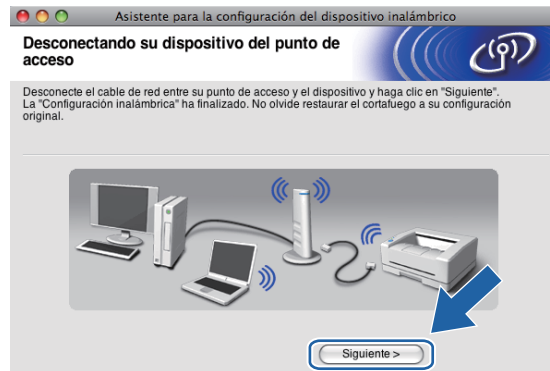 Asistente para la configuración del dispositivo inalámbrico
Desconectando su dispositivo del punto de
acceso
Desconecte el cable de red entre su punto de acceso y el dispositivo y haga clic en "Siguiente".
La "Configuración inalámbrica" ha finalizado. No olvide restaurar el cortafuego a su configuración
original.
Siguiente >